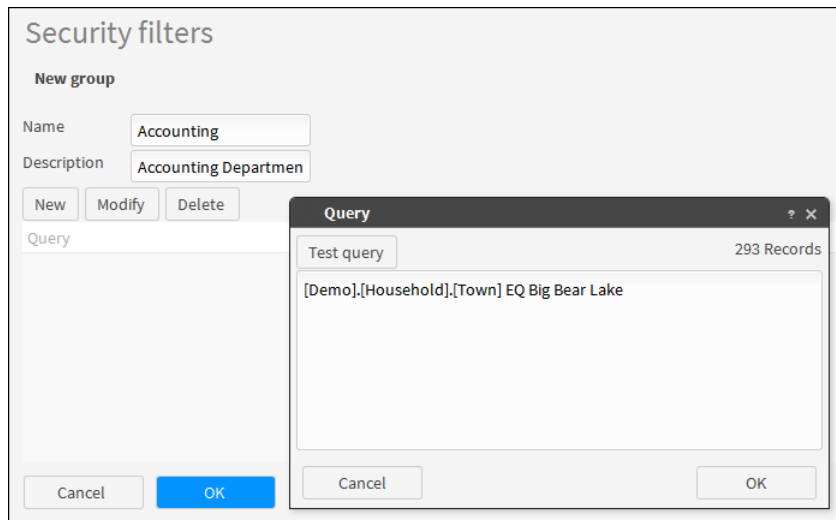 Security filters
New group
Name Accounting
Description Accounting Departmen
New Modify Delete
Query
Query ? X
Test query 293 Records
[Demo].[Household].[Town] EQ Big Bear Lake
Cancel OK
Cancel OK